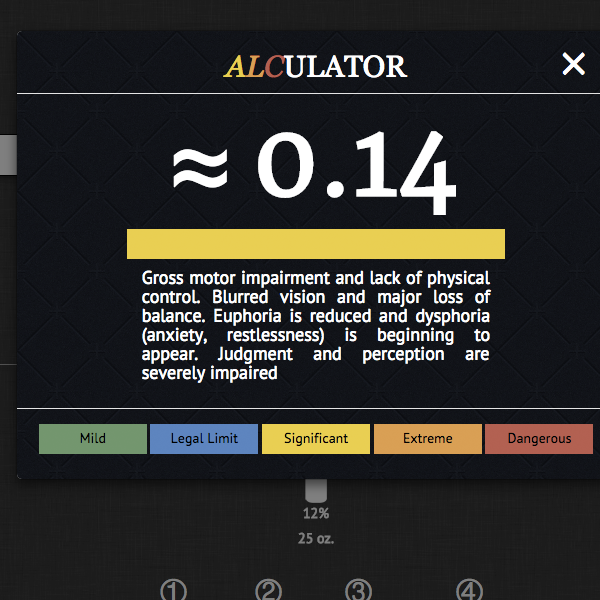 ALCULATOR
≈ 0.14
Gross motor impairment and lack of physical
control. Blurred vision and major loss of
balance. Euphoria is reduced and dysphoria
(anxiety, restlessness) is beginning to
appear. Judgment and perception are
severely impaired
Mild Legal Limit Significant Extreme Dangerous
12%
25 oz.
① ② ③ ④